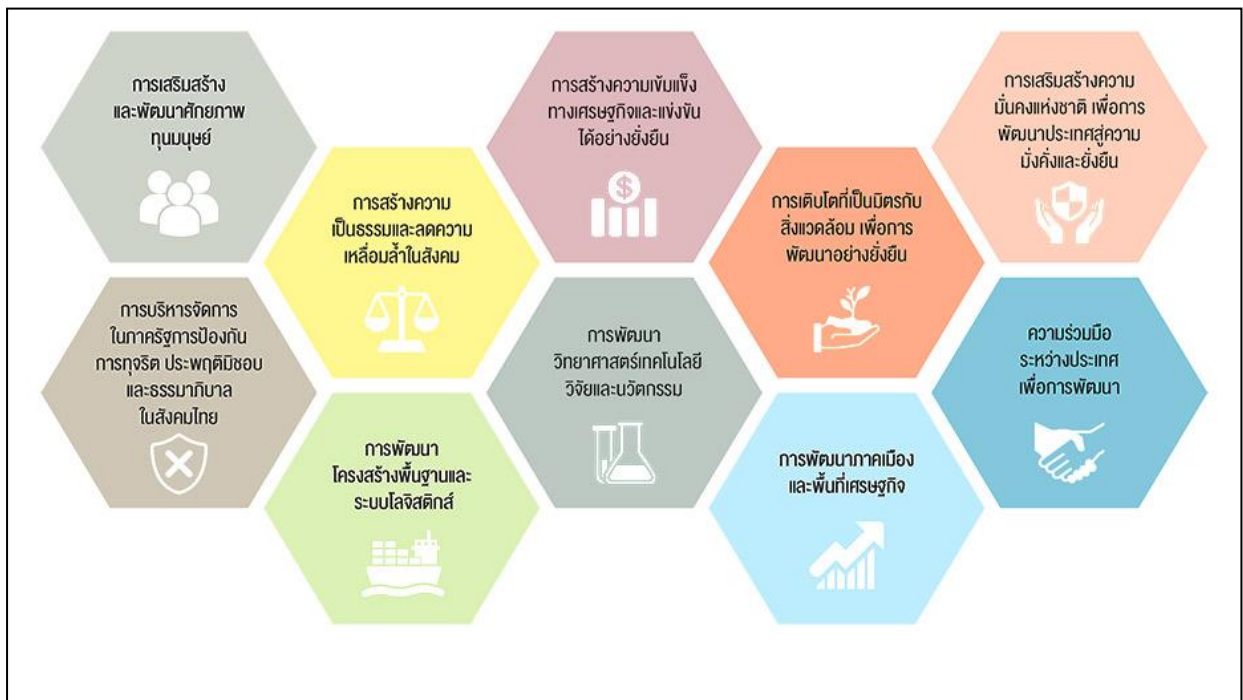 การเสริมสร้าง
และพัฒนาศักยภาพ
ทุนมนุษย์
การสร้างความ
เป็นธรรมและลดความ
เหลื่อมล้ำในสังคม
การสร้างความเข้มแข็ง
ทางเศรษฐกิจและแข่งขัน
ได้อย่างยั่งยืน
การเติบโตที่เป็นมิตรกับ
สิ่งแวดล้อม เพื่อการ
พัฒนาอย่างยั่งยืน
การเสริมสร้างความ
มั่นคงแห่งชาติ เพื่อการ
พัฒนาประเทศสู่ความ
มั่งคั่งและยั่งยืน
การบริหารจัดการ
ในภาครัฐการป้องกัน
การทุจริต ประพฤติมิชอบ
และธรรมาภิบาล
ในสังคมไทย
การพัฒนา
โครงสร้างพื้นฐานและ
ระบบโลจิสติกส์
การพัฒนา
วิทยาศาสตร์เทคโนโลยี
วิจัยและนวัตกรรม
การพัฒนาภาคเมือง
และพื้นที่เศรษฐกิจ
ความร่วมมือ
ระหว่างประเทศ
เพื่อการพัฒนา
$